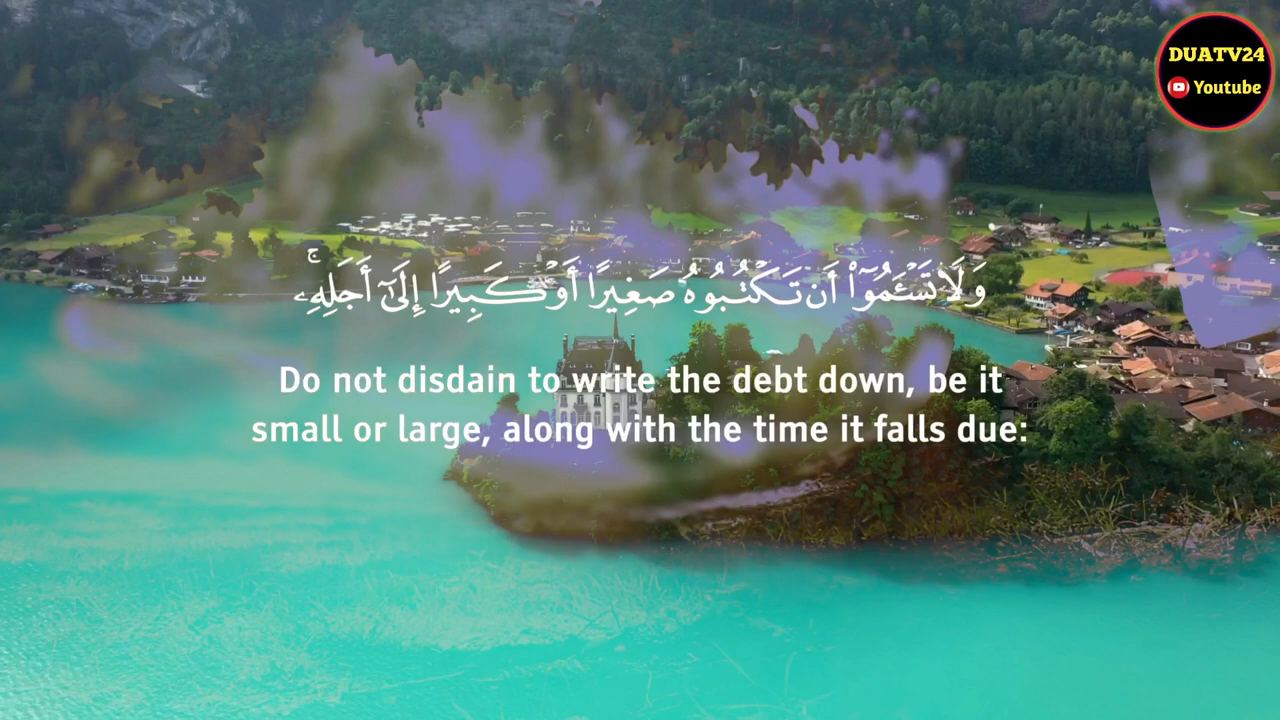 DUATV24
Youtube
وَلَا تَسْـَٔمُوٓا۟ أَن تَكْتُبُوهُ صَغِيرًا أَوْ كَبِيرًا إِلَىٰٓ أَجَلِهِۦ ۚ
Do not disdain to write the debt down, be it
small or large, along with the time it falls due: